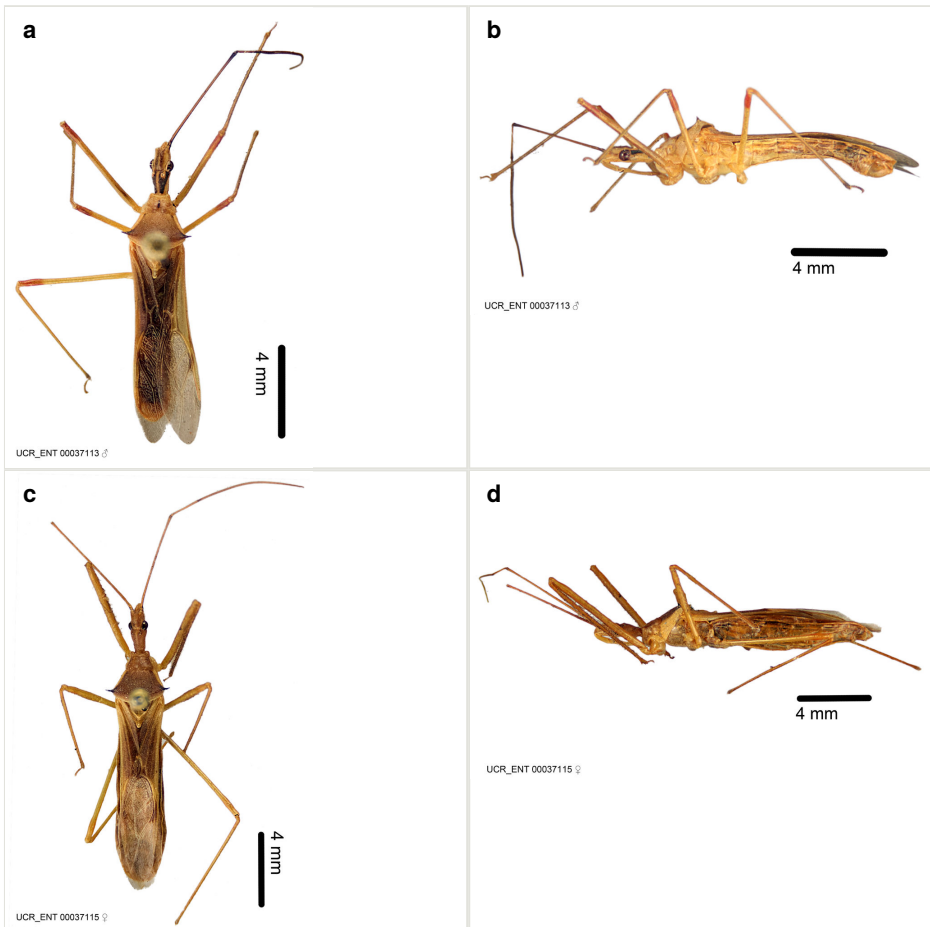 a
4 mm
UCR_ENT 00037113 ♂
b
4 mm
UCR_ENT 00037113 ♂
c
4 mm
UCR_ENT 00037115 ♀
d
4 mm
UCR_ENT 00037115 ♀